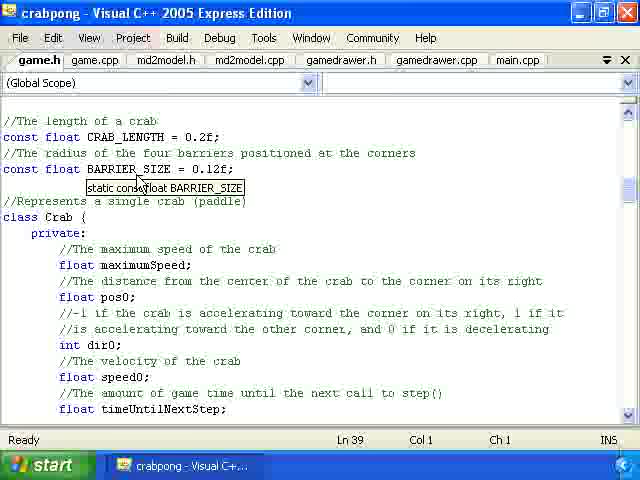 crabpong - Visual C++ 2005 Express Edition
File Edit View Project Build Debug Tools Window Community Help
game.h game.cpp md2model.h md2model.cpp gamedrawer.h gamedrawer.cpp main.cpp
(Global Scope)
//The length of a crab
const float CRAB_LENGTH = 0.2f;
//The radius of the four barriers positioned at the corners
const float BARRIER_SIZE = 0.12f;
static const float BARRIER_SIZE
//Represents a single crab (paddle)
class Crab {
private:
//The maximum speed of the crab
float maximumSpeed;
//The distance from the center of the crab to the corner on its right
float pos0;
//-1 if the crab is accelerating toward the corner on its right, 1 if it
//is accelerating toward the other corner, and 0 if it is decelerating
int dir0;
//The velocity of the crab
float speed0;
//The amount of game time until the next call to step()
float timeUntilNextStep;
Ready Ln 39 Col 1 Ch 1 INS
start crabpong - Visual C+...